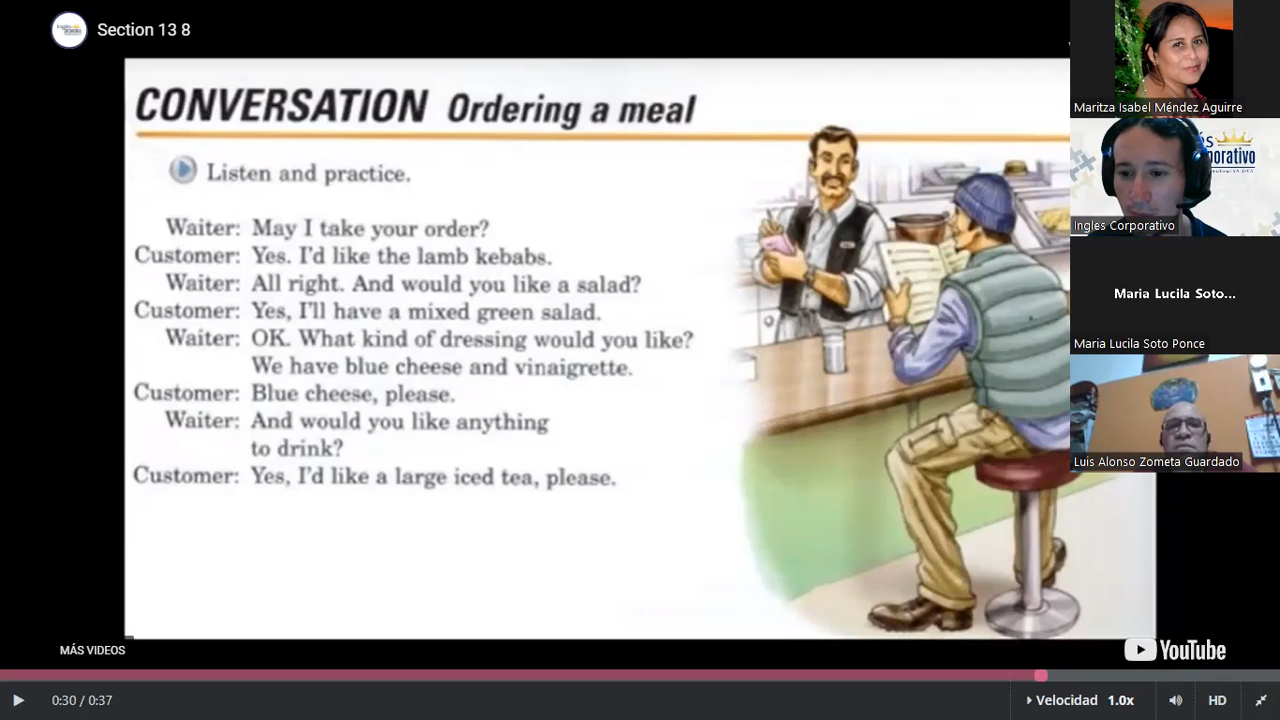 Section 13 8
CONVERSATION Ordering a meal
Listen and practice.
Waiter: May I take your order?
Customer: Yes. I'd like the lamb kebabs.
Waiter: All right. And would you like a salad?
Customer: Yes, I'll have a mixed green salad.
Waiter: OK. What kind of dressing would you like?
We have blue cheese and vinaigrette.
Customer: Blue cheese, please.
Waiter: And would you like anything
to drink?
Customer: Yes, I'd like a large iced tea, please.
MÁS VIDEOS
YouTube
0:30 / 0:37
Velocidad 1.0x
HD
Maritza Isabel Méndez Aguirre
Ingles Corporativo
Maria Lucila Soto...
Maria Lucila Soto Ponce
Luis Alonso Zometa Guardado